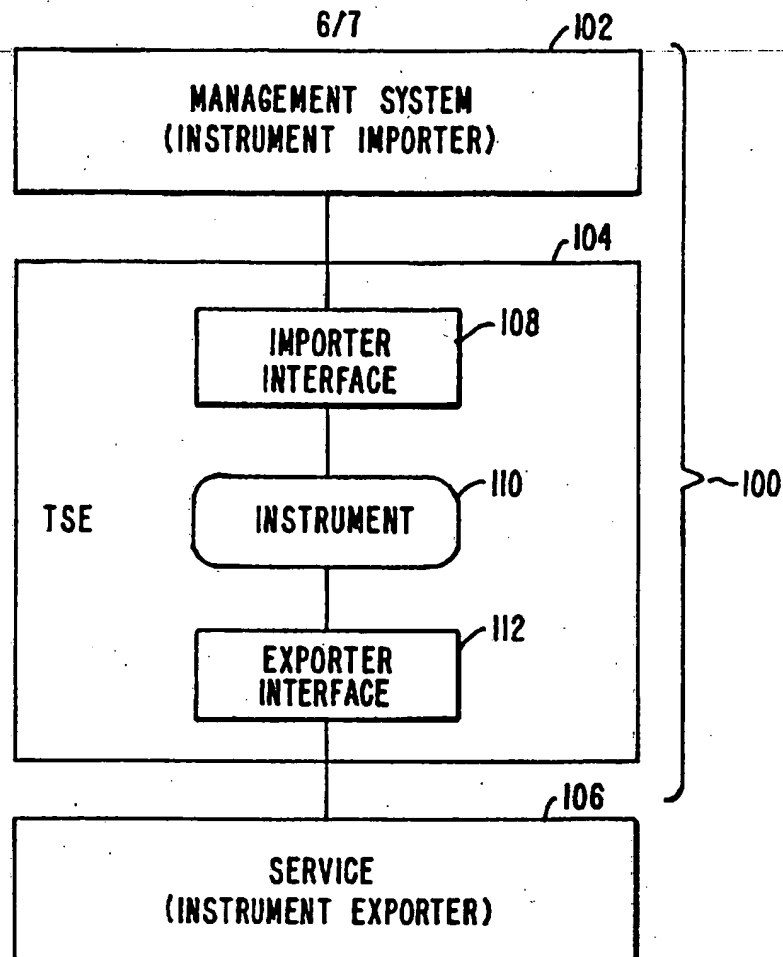 6/7
102
MANAGEMENT SYSTEM
(INSTRUMENT IMPORTER)
104
IMPORTER
INTERFACE
108
TSE
INSTRUMENT
110
100
EXPORTER
INTERFACE
112
106
SERVICE
(INSTRUMENT EXPORTER)